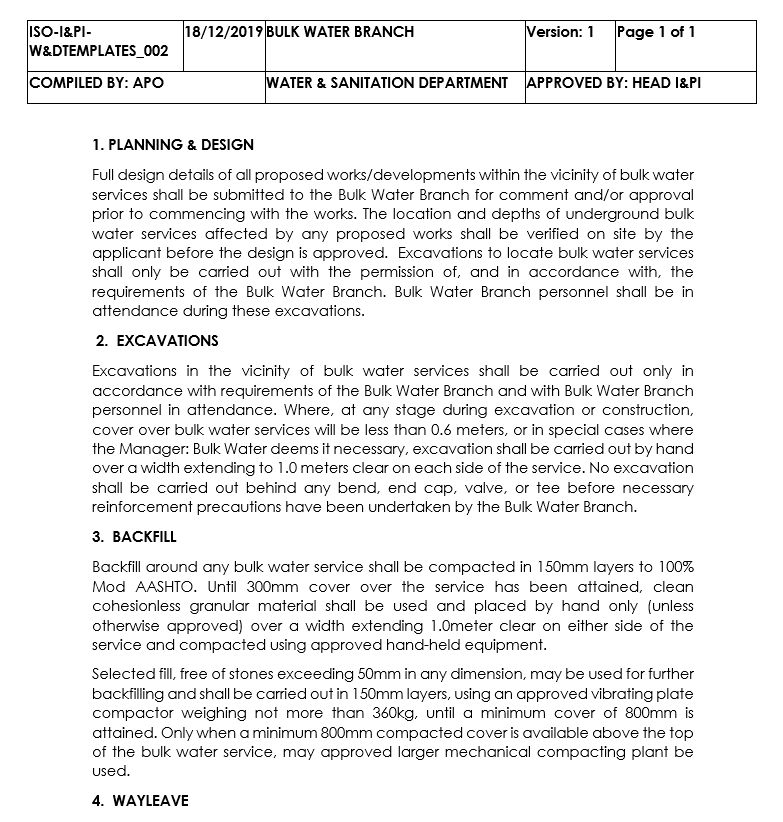 ISO-I&PI-
W&DTEMPLATES_002
18/12/2019
BULK WATER BRANCH
Version: 1
Page 1 of 1
COMPILED BY: APO
WATER & SANITATION DEPARTMENT
APPROVED BY: HEAD I&PI
1. PLANNING & DESIGN
Full design details of all proposed works/developments within the vicinity of bulk water
services shall be submitted to the Bulk Water Branch for comment and/or approval
prior to commencing with the works. The location and depths of underground bulk
water services affected by any proposed works shall be verified on site by the
applicant before the design is approved.  Excavations to locate bulk water services
shall only be carried out with the permission of, and in accordance with, the
requirements of the Bulk Water Branch. Bulk Water Branch personnel shall be in
attendance during these excavations.
2.  EXCAVATIONS
Excavations in the vicinity of bulk water services shall be carried out only in
accordance with requirements of the Bulk Water Branch and with Bulk Water Branch
personnel in attendance. Where, at any stage during excavation or construction,
cover over bulk water services will be less than 0.6 meters, or in special cases where
the Manager: Bulk Water deems it necessary, excavation shall be carried out by hand
over a width extending to 1.0 meters clear on each side of the service. No excavation
shall be carried out behind any bend, end cap, valve, or tee before necessary
reinforcement precautions have been undertaken by the Bulk Water Branch.
3.  BACKFILL
Backfill around any bulk water service shall be compacted in 150mm layers to 100%
Mod AASHTO. Until 300mm cover over the service has been attained, clean
cohesionless granular material shall be used and placed by hand only (unless
otherwise approved) over a width extending 1.0meter clear on either side of the
service and compacted using approved hand-held equipment.
Selected fill, free of stones exceeding 50mm in any dimension, may be used for further
backfilling and shall be carried out in 150mm layers, using an approved vibrating plate
compactor weighing not more than 360kg, until a minimum cover of 800mm is
attained. Only when a minimum 800mm compacted cover is available above the top
of the bulk water service, may approved larger mechanical compacting plant be
used.
4.  WAYLEAVE